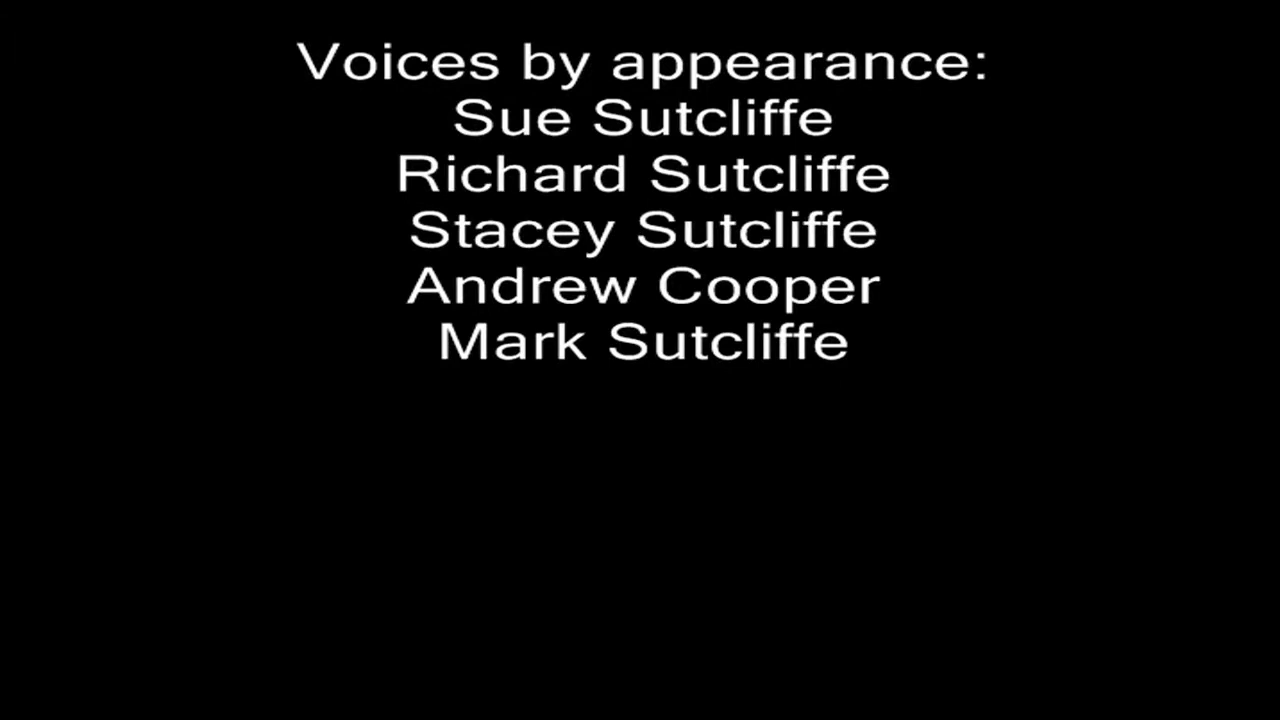 Voices by appearance:
Sue Sutcliffe
Richard Sutcliffe
Stacey Sutcliffe
Andrew Cooper
Mark Sutcliffe